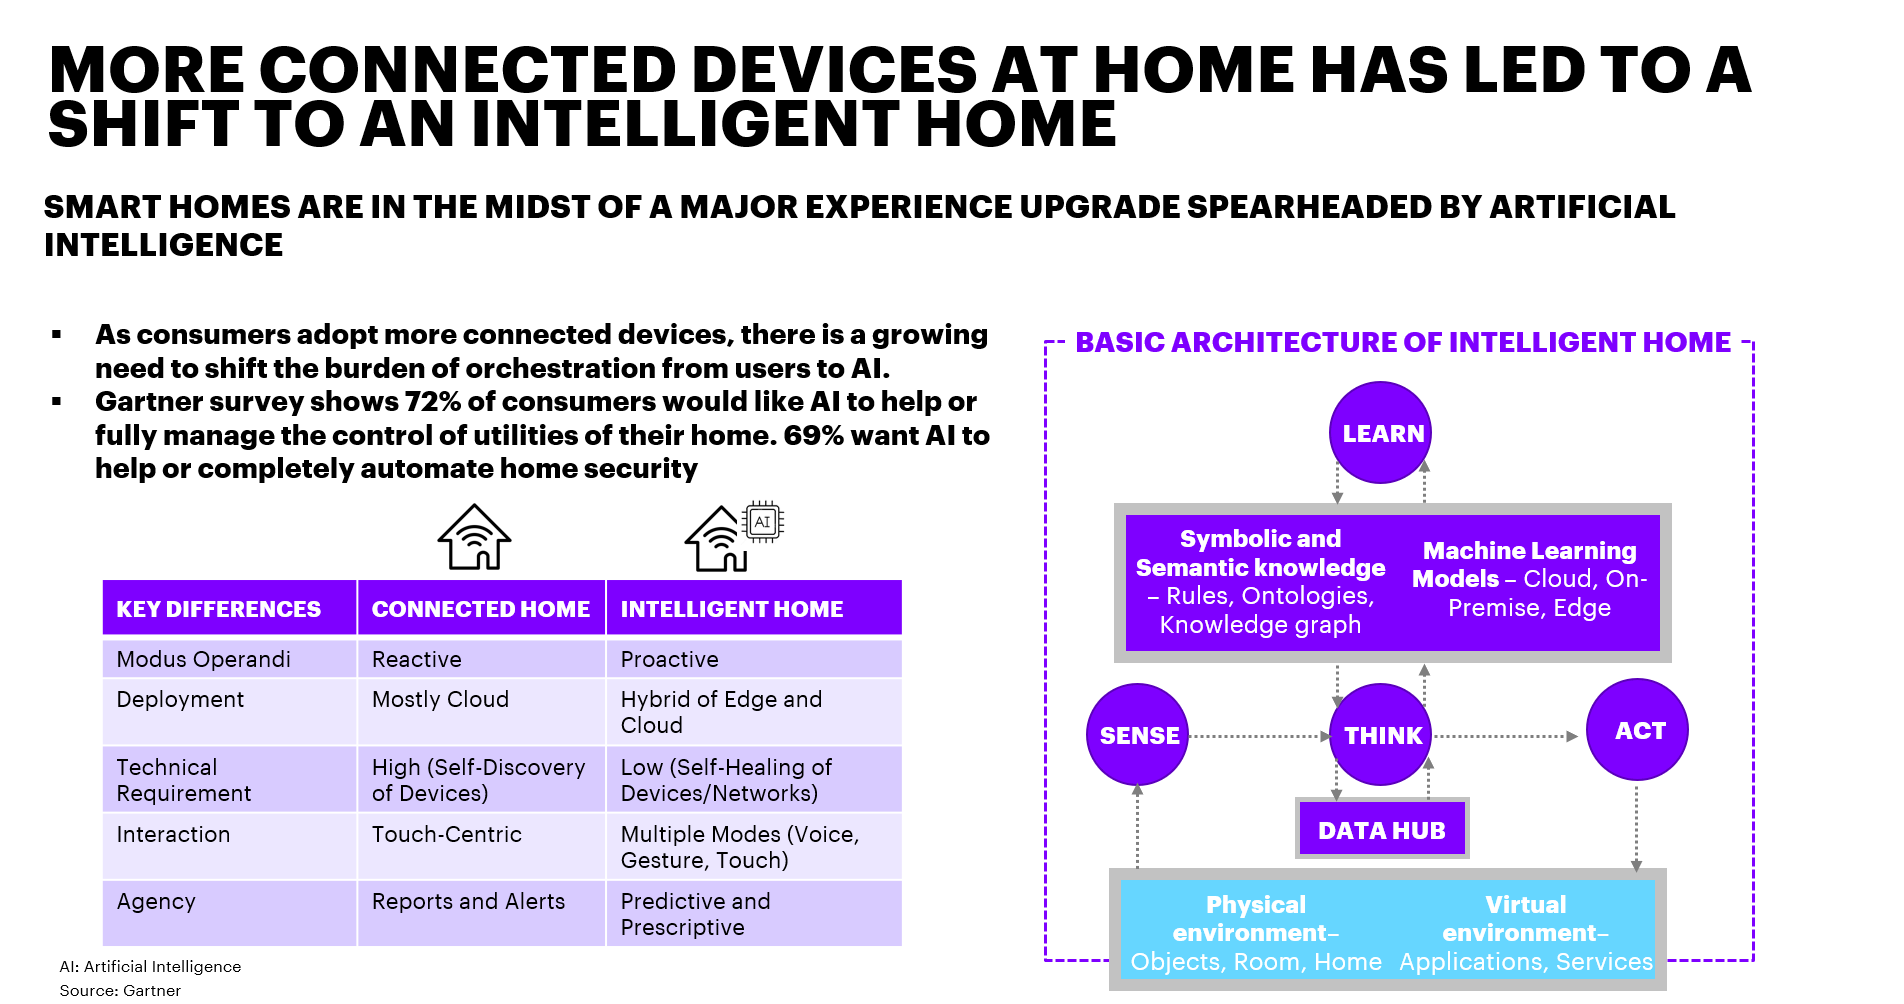 MORE CONNECTED DEVICES AT HOME HAS LED TO A
SHIFT TO AN INTELLIGENT HOME
SMART HOMES ARE IN THE MIDST OF A MAJOR EXPERIENCE UPGRADE SPEARHEADED BY ARTIFICIAL
INTELLIGENCE
▪ As consumers adopt more connected devices, there is a growing
need to shift the burden of orchestration from users to AI.
▪ Gartner survey shows 72% of consumers would like AI to help or
fully manage the control of utilities of their home. 69% want AI to
help or completely automate home security
AI
KEY DIFFERENCES
CONNECTED HOME
INTELLIGENT HOME
Modus Operandi
Reactive
Proactive
Deployment
Mostly Cloud
Hybrid of Edge and
Cloud
Technical
Requirement
High (Self-Discovery
of Devices)
Low (Self-Healing of
Devices/Networks)
Interaction
Touch-Centric
Multiple Modes (Voice,
Gesture, Touch)
Agency
Reports and Alerts
Predictive and
Prescriptive
AI: Artificial Intelligence
Source: Gartner
BASIC ARCHITECTURE OF INTELLIGENT HOME
LEARN
Symbolic and
Semantic knowledge
– Rules, Ontologies,
Knowledge graph
Machine Learning
Models – Cloud, On-
Premise, Edge
SENSE
THINK
ACT
DATA HUB
Physical
environment–
Objects, Room, Home
Virtual
environment–
Applications, Services